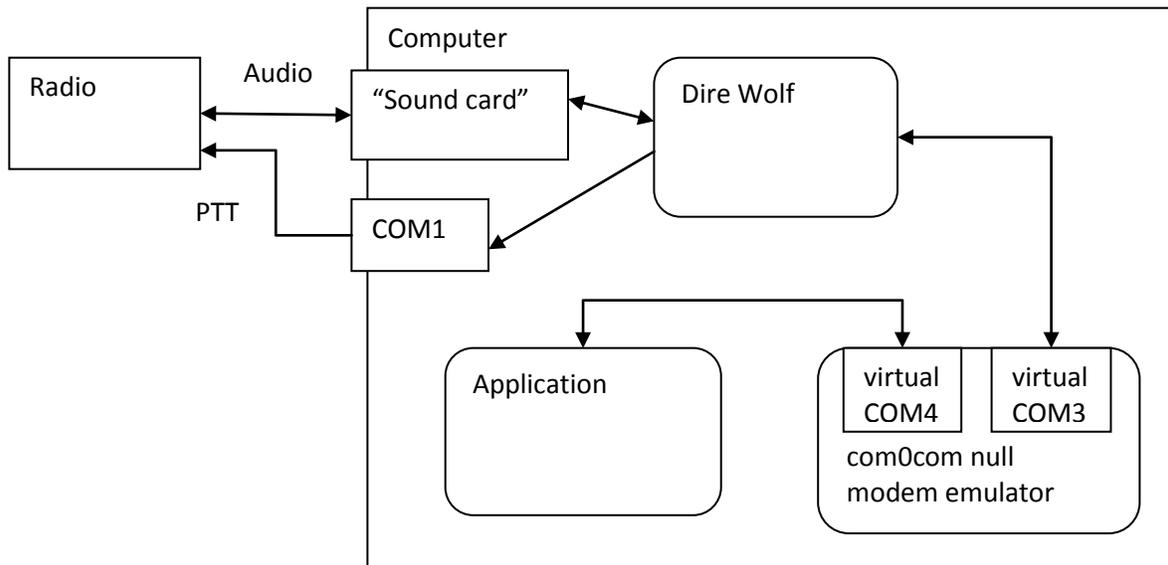 Computer
Radio
Audio
“Sound card”
Dire Wolf
PTT
COM1
Application
virtual
COM4
virtual
COM3
com0com null
modem emulator